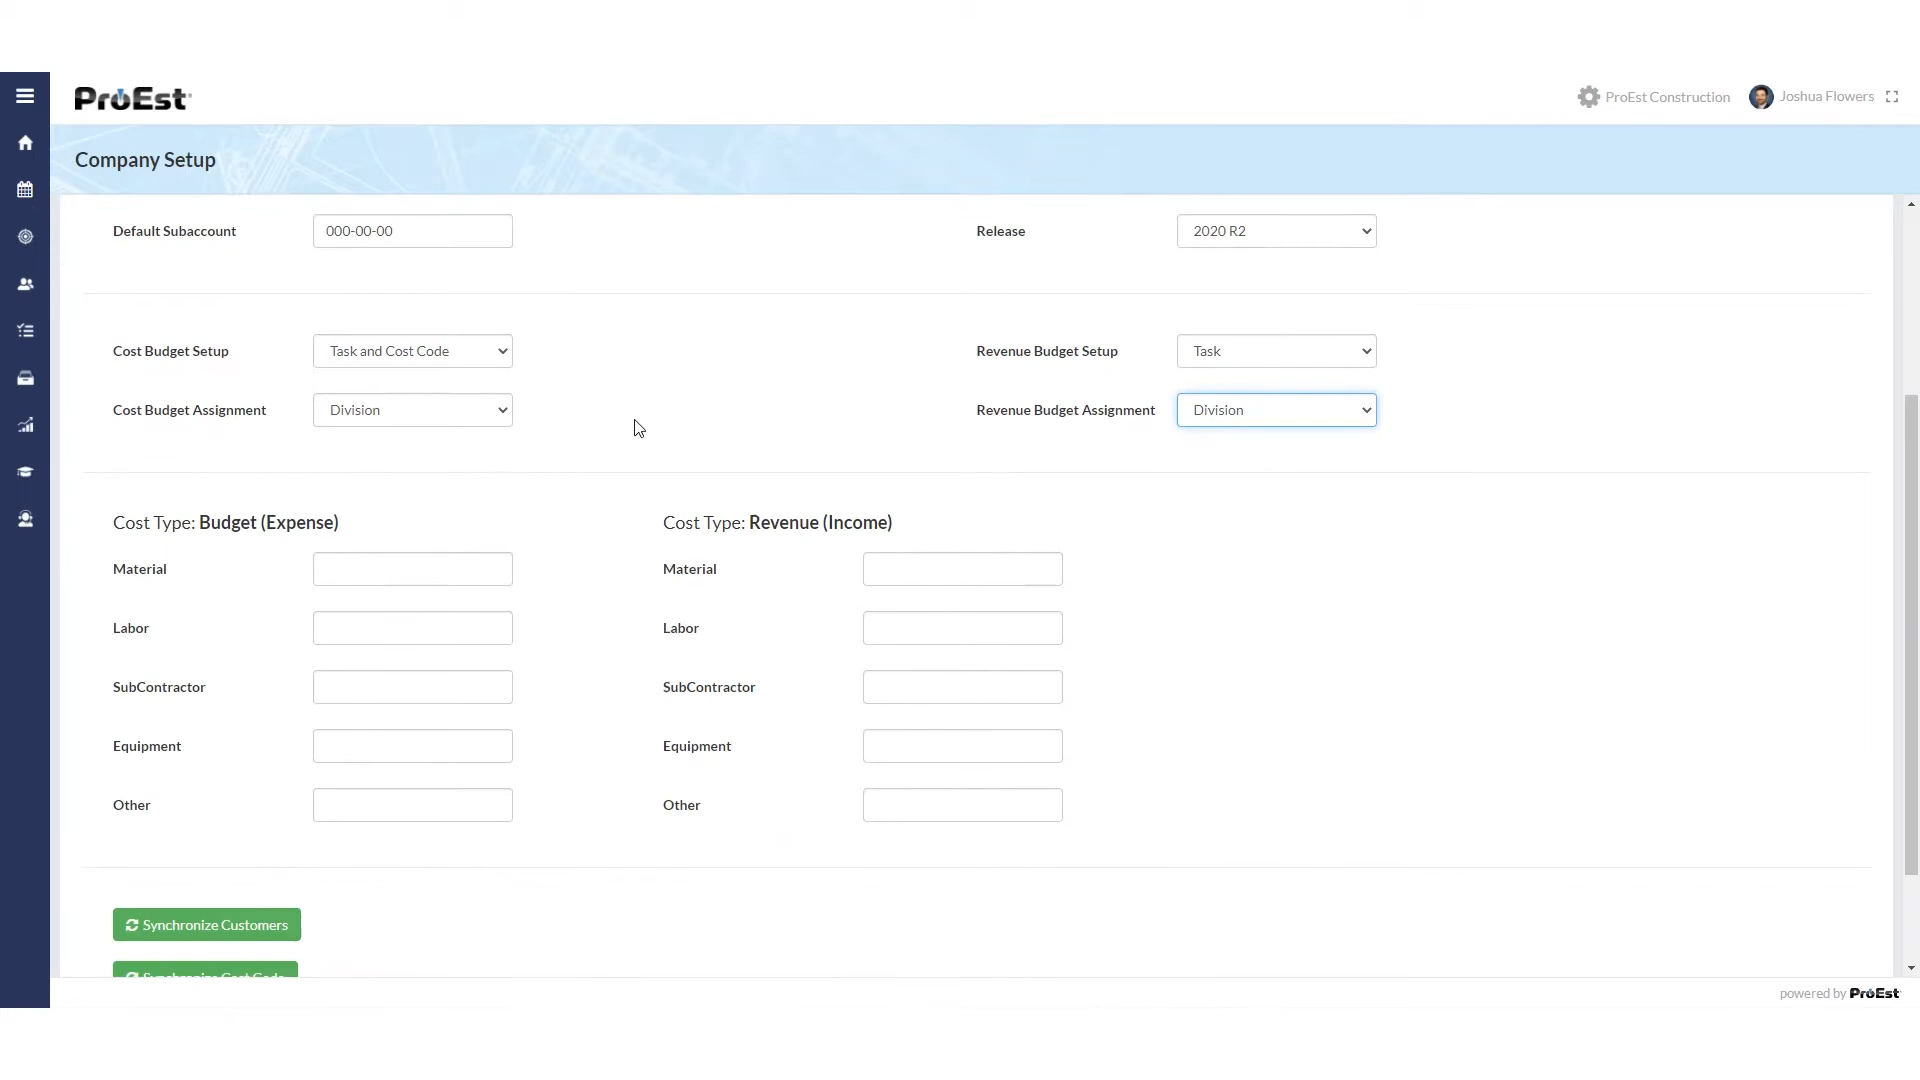 ProEst
ProEst Construction
Joshua Flowers
Company Setup
Default Subaccount
000-00-00
Release
2020 R2
Cost Budget Setup
Task and Cost Code
Revenue Budget Setup
Task
Cost Budget Assignment
Division
Revenue Budget Assignment
Division
Cost Type: Budget (Expense)
Cost Type: Revenue (Income)
Material
Material
Labor
Labor
SubContractor
SubContractor
Equipment
Equipment
Other
Other
Synchronize Customers
Synchronize Cost Code
powered by ProEst